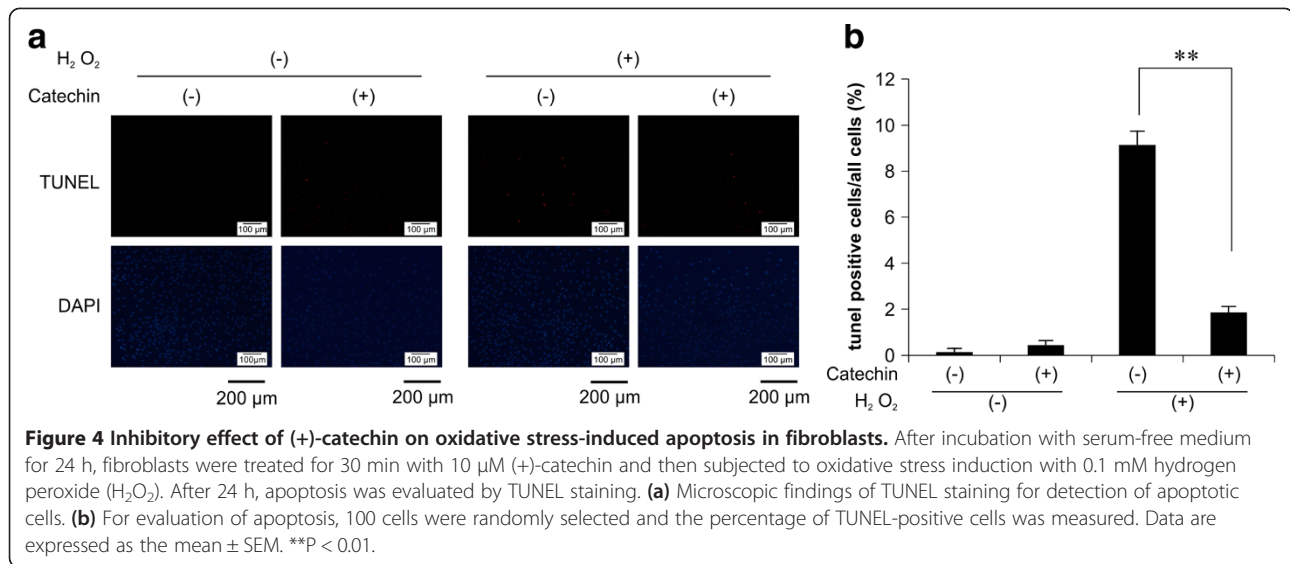 a
H2 O2
(-)
(+)
Catechin
(-)
(+)
(-)
(+)
TUNEL
100 µm
100 µm
100 µm
100 µm
DAPI
100µm
100 µm
100 µm
100 µm
200 µm
200 µm
200 µm
200 µm
b
**
tunel positive cells/all cells (%)
12
10
8
6
4
2
0
Catechin
(-)
(+)
(-)
(+)
H2 O2
(-)
(+)
Figure 4 Inhibitory effect of (+)-catechin on oxidative stress-induced apoptosis in fibroblasts. After incubation with serum-free medium
for 24 h, fibroblasts were treated for 30 min with 10 μM (+)-catechin and then subjected to oxidative stress induction with 0.1 mM hydrogen
peroxide (H2O2). After 24 h, apoptosis was evaluated by TUNEL staining. (a) Microscopic findings of TUNEL staining for detection of apoptotic
cells. (b) For evaluation of apoptosis, 100 cells were randomly selected and the percentage of TUNEL-positive cells was measured. Data are
expressed as the mean ± SEM. **P < 0.01.